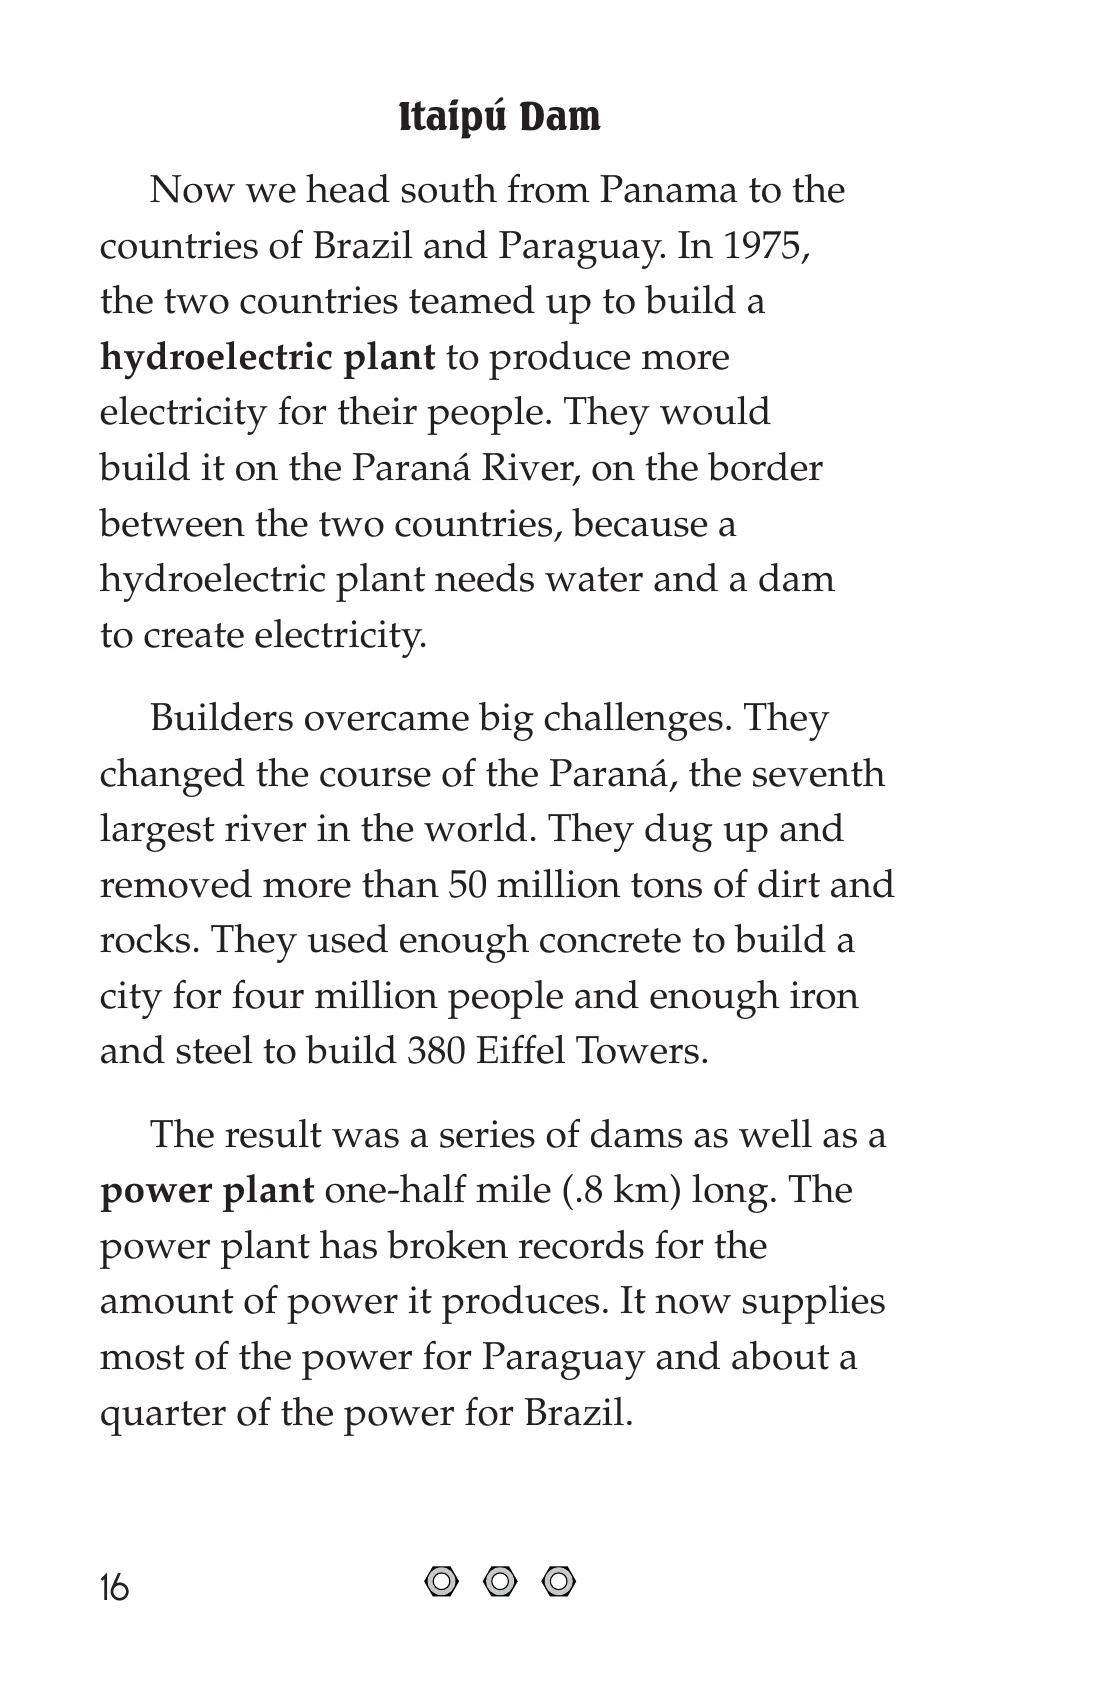 Itaipú Dam
Now we head south from Panama to the
countries of Brazil and Paraguay. In 1975,
the two countries teamed up to build a
hydroelectric plant to produce more
electricity for their people. They would
build it on the Paraná River, on the border
between the two countries, because a
hydroelectric plant needs water and a dam
to create electricity.
Builders overcame big challenges. They
changed the course of the Paraná, the seventh
largest river in the world. They dug up and
removed more than 50 million tons of dirt and
rocks. They used enough concrete to build a
city for four million people and enough iron
and steel to build 380 Eiffel Towers.
The result was a series of dams as well as a
power plant one-half mile (.8 km) long. The
power plant has broken records for the
amount of power it produces. It now supplies
most of the power for Paraguay and about a
quarter of the power for Brazil.
16